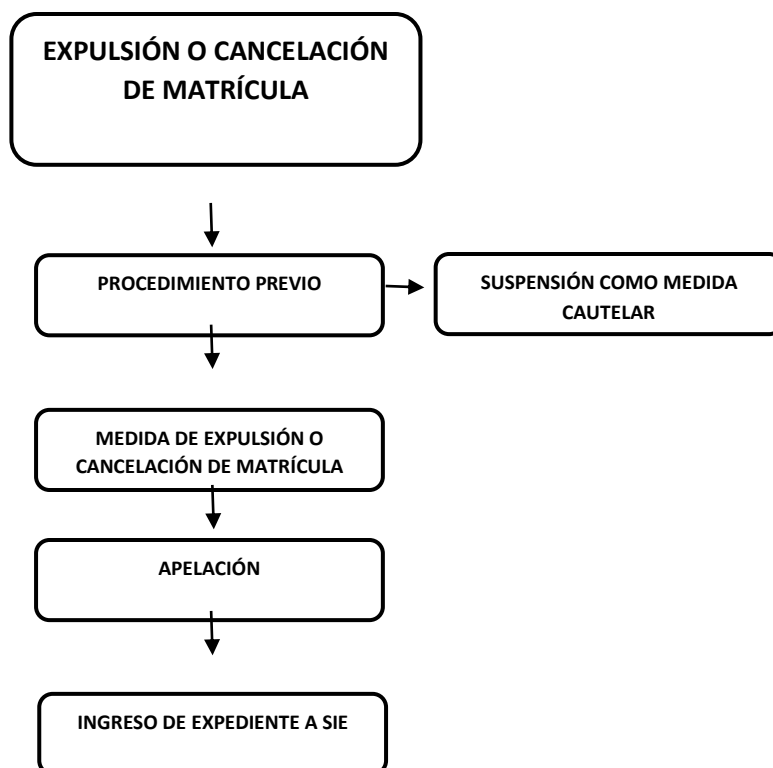 EXPULSIÓN O CANCELACIÓN
DE MATRÍCULA
PROCEDIMIENTO PREVIO
SUSPENSIÓN COMO MEDIDA
CAUTELAR
MEDIDA DE EXPULSIÓN O
CANCELACIÓN DE MATRÍCULA
APELACIÓN
INGRESO DE EXPEDIENTE A SIE